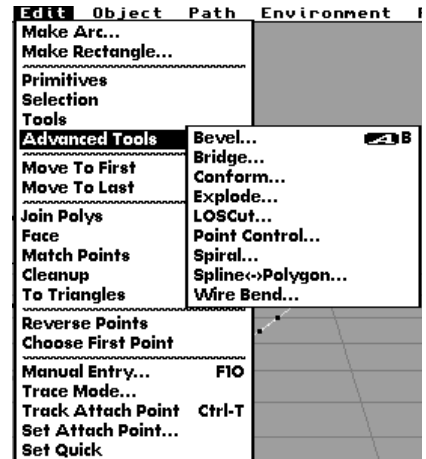 Edit Object Path Environment
Make Arc...
Make Rectangle...
Primitives
Selection
Tools
Advanced Tools
Move To First
Move To Last
Join Polys
Face
Match Points
Cleanup
To Triangles
Reverse Points
Choose First Point
Manual Entry... F10
Trace Mode...
Track Attach Point Ctrl-T
Set Attach Point...
Set Quick
Bevel... B
Bridge...
Conform...
Explode...
LOSCut...
Point Control...
Spiral...
Spline<->Polygon...
Wire Bend...